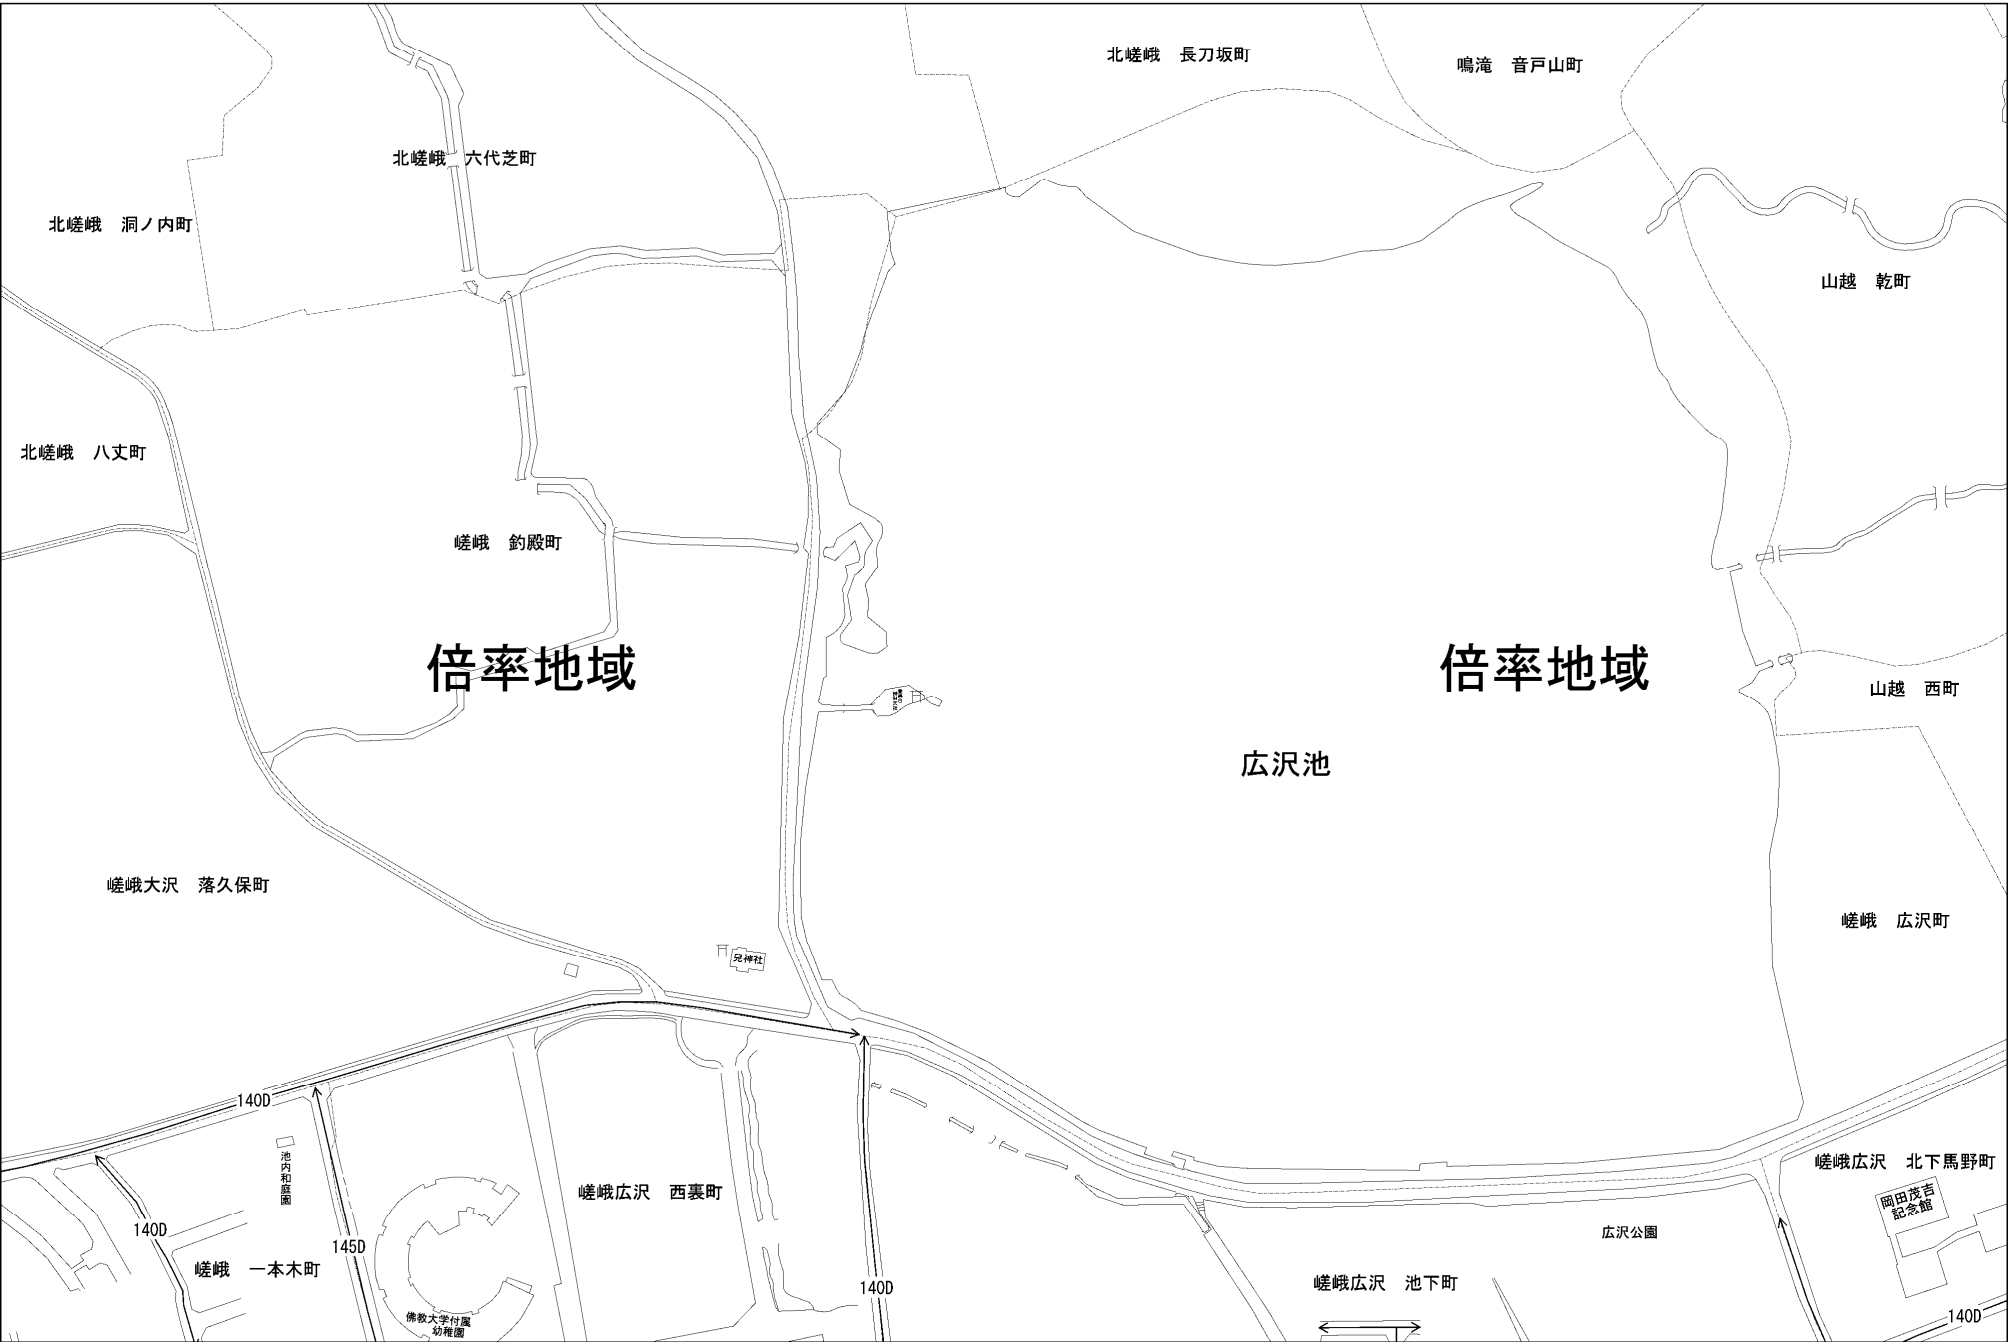 北嵯峨　長刀坂町
鳴滝　音戸山町
北嵯峨　六代芝町
北嵯峨　洞ノ内町
山越　乾町
北嵯峨　八丈町
嵯峨　釣殿町
倍率地域
倍率地域
山越　西町
広沢池
嵯峨大沢　落久保町
嵯峨　広沢町
兒神社
140D
池内和庭園
嵯峨広沢　西裏町
嵯峨広沢　北下馬野町
岡田茂吉
記念館
140D
145D
広沢公園
嵯峨　一本木町
140D
嵯峨広沢　池下町
佛教大学付属
幼稚園
140D